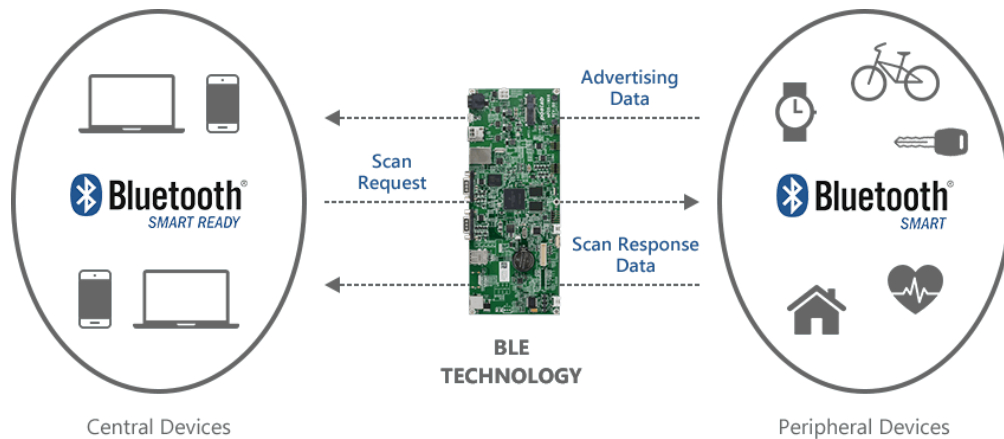 Advertising
Data
Scan
Request
Bluetooth®
SMART READY
Bluetooth®
SMART
Scan Response
Data
BLE
TECHNOLOGY
Central Devices
Peripheral Devices